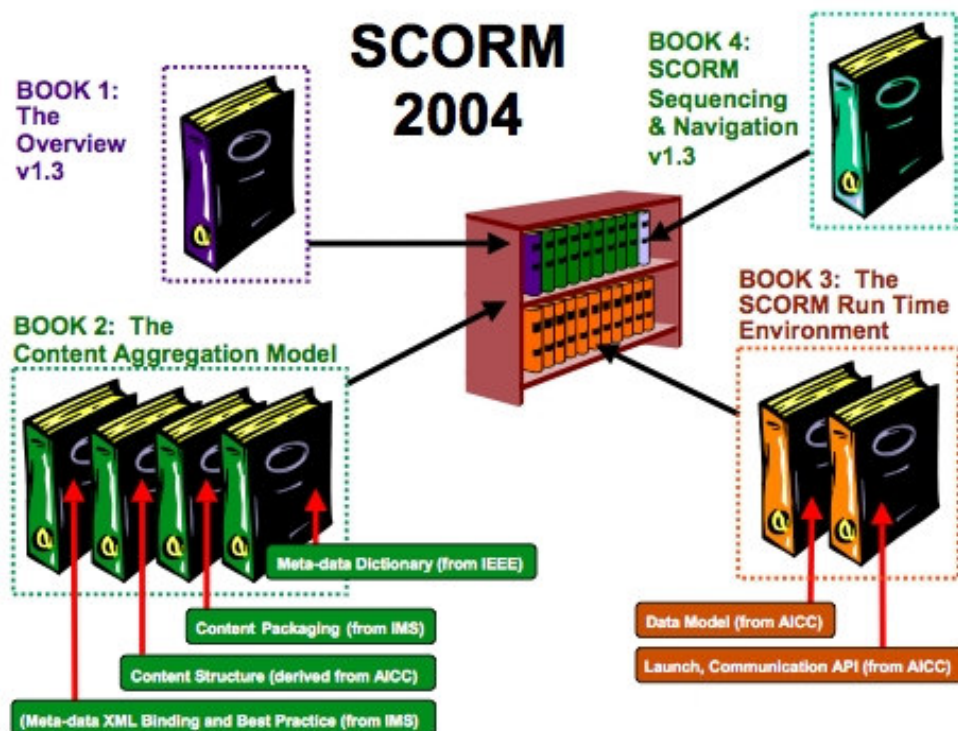 SCORM
2004
BOOK 1:
The
Overview
v1.3
BOOK 4:
SCORM
Sequencing
& Navigation
v1.3
BOOK 2: The
Content Aggregation Model
BOOK 3: The
SCORM Run Time
Environment
Meta-data Dictionary (from IEEE)
Content Packaging (from IMS)
Content Structure (derived from AICC)
(Meta-data XML Binding and Best Practice (from IMS)
Data Model (from AICC)
Launch, Communication API (from AICC)